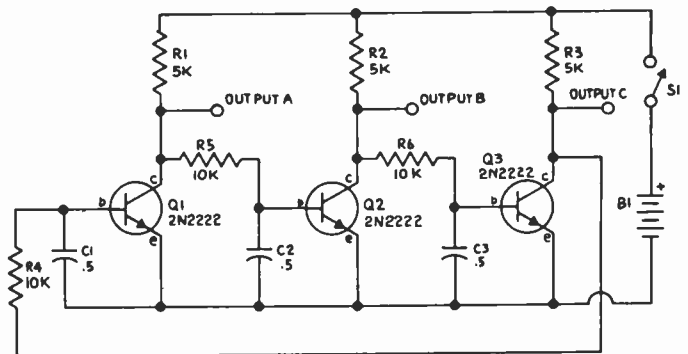 R1
5K
R2
5K
R3
5K
S1
OUTPUT A
OUTPUT B
OUTPUT C
R5
10K
R6
10K
Q3
2N2222
c
c
c
b
Q1
2N2222
b
Q2
2N2222
b
B1
+
e
e
e
R4
10K
C1
.5
C2
.5
C3
.5